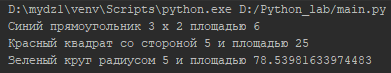 D:\mydz1\venv\Scripts\python.exe D:/Python_lab/main.py
Синий прямоугольник 3 x 2 площадью 6
Красный квадрат со стороной 5 и площадью 25
Зеленый круг радиусом 5 и площадью 78.53981633974483